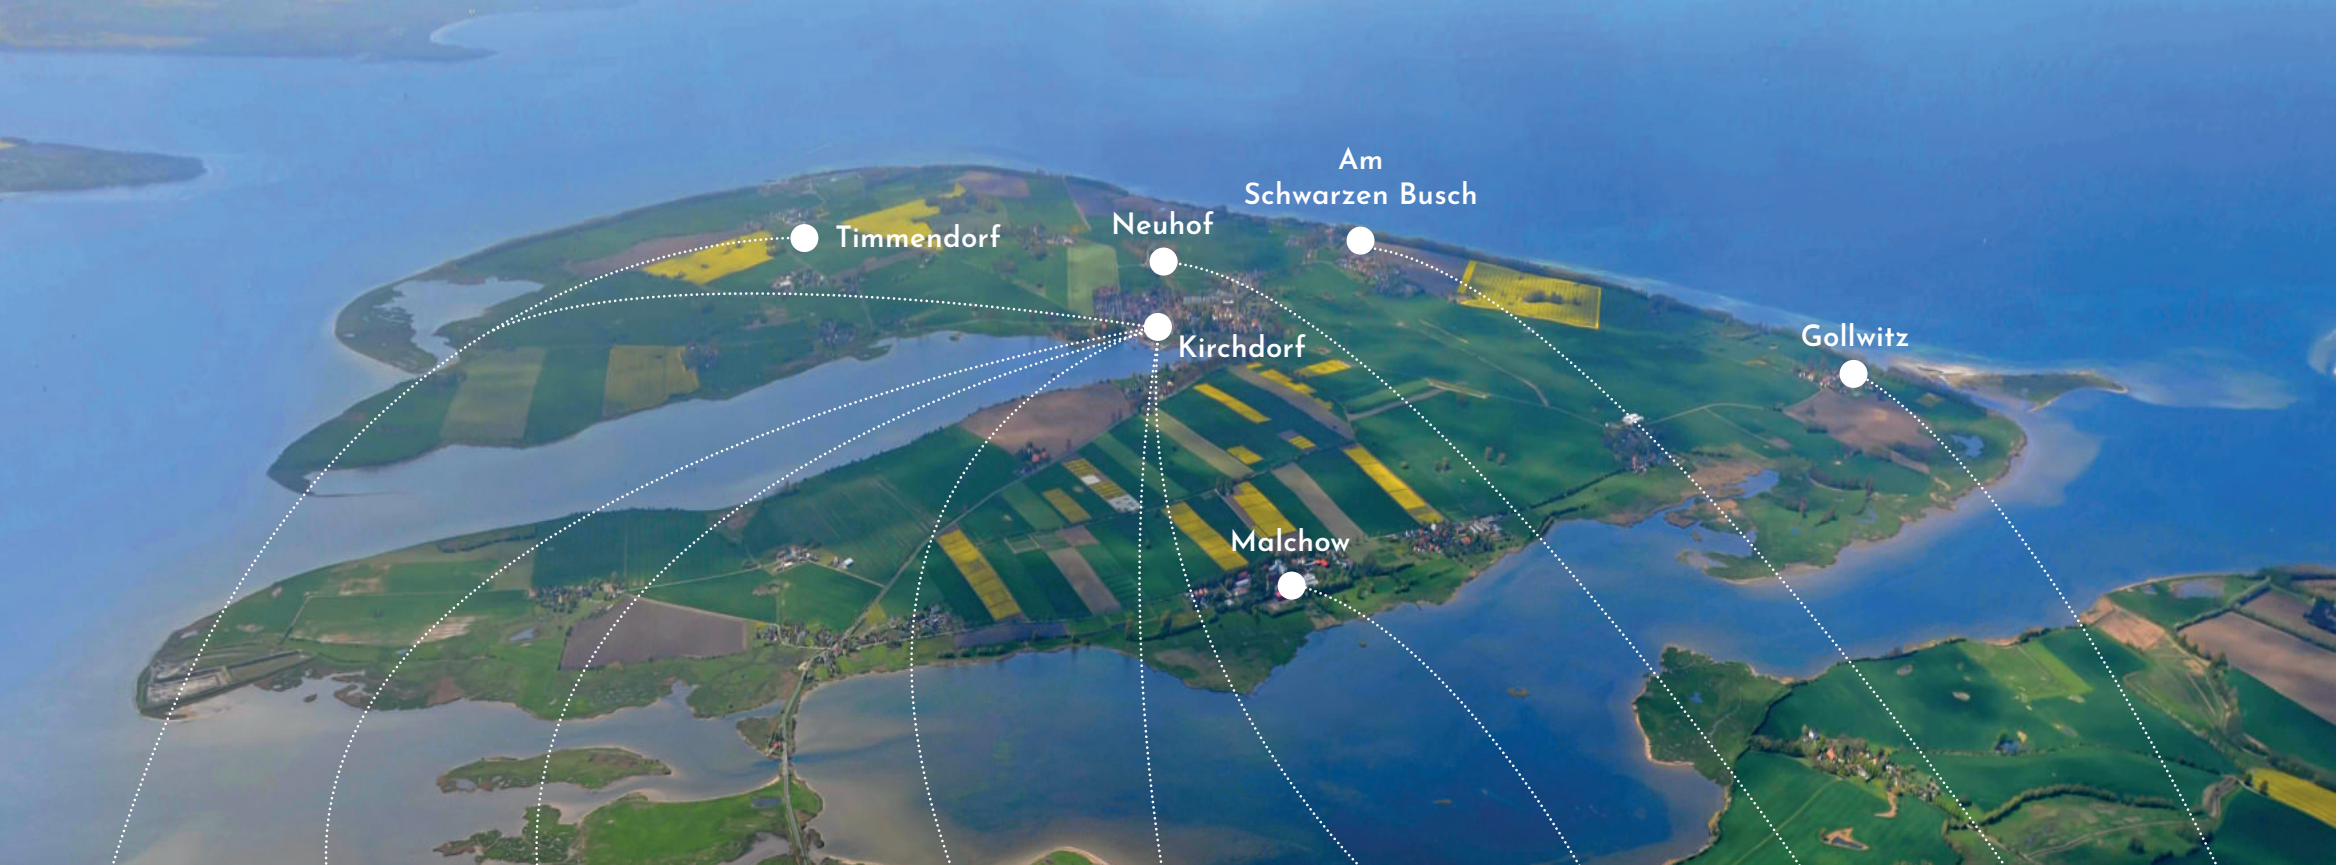 Am
Schwarzen Busch
Neuhof
Timmendorf
Gollwitz
Kirchdorf
Malchow